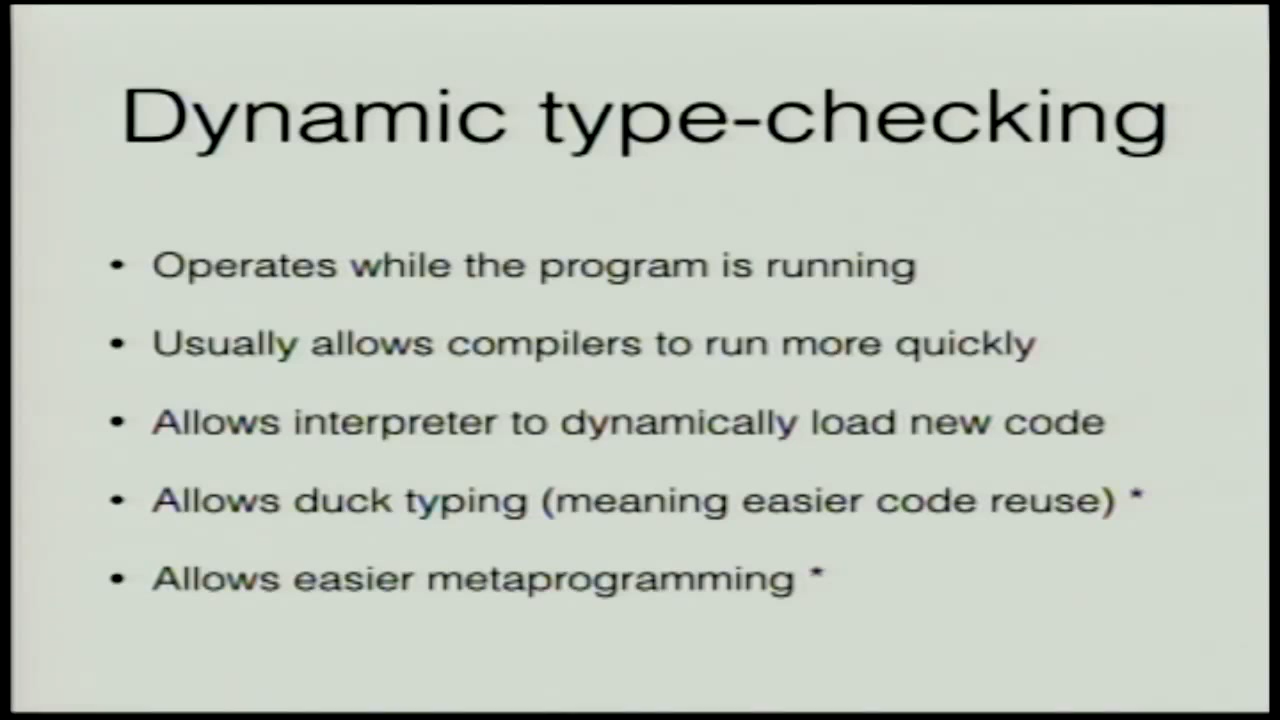 Dynamic type-checking
• Operates while the program is running
• Usually allows compilers to run more quickly
• Allows interpreter to dynamically load new code
• Allows duck typing (meaning easier code reuse) *
• Allows easier metaprogramming *